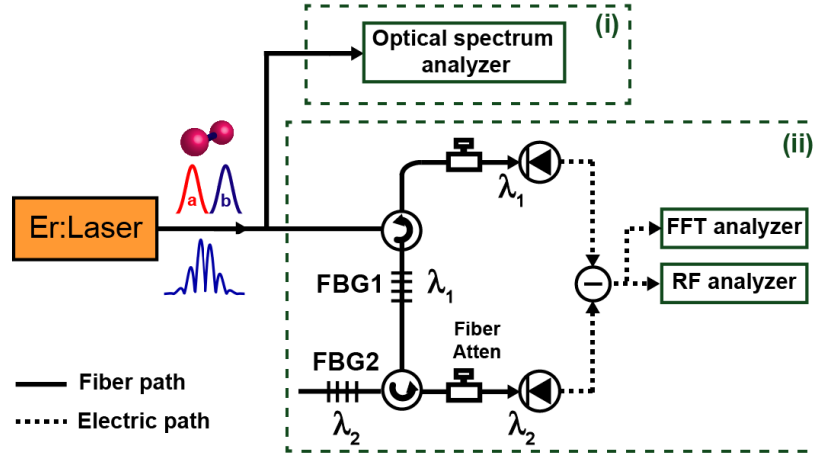 (i)
Optical spectrum
analyzer
(ii)
λ1
a b
Er:Laser
FFT analyzer
RF analyzer
FBG1 λ1
−
Fiber
Atten
FBG2
λ2
λ2
Fiber path
Electric path